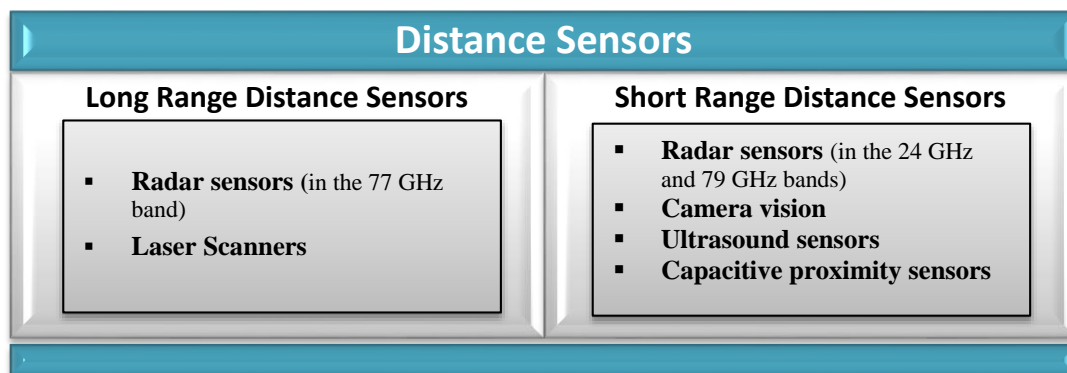 Distance Sensors
Long Range Distance Sensors
▪ Radar sensors (in the 77 GHz
band)
▪ Laser Scanners
Short Range Distance Sensors
▪ Radar sensors (in the 24 GHz
and 79 GHz bands)
▪ Camera vision
▪ Ultrasound sensors
▪ Capacitive proximity sensors